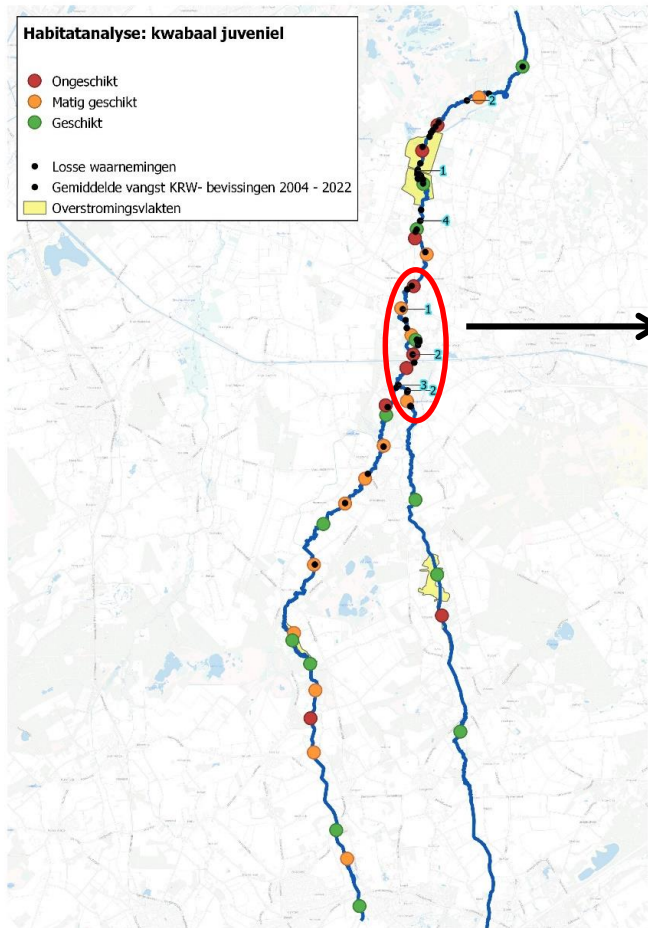 Habitatanalyse: kwabaal juveniel
Ongeschikt
Matig geschikt
Geschikt
Losse waarnemingen
Gemiddelde vangst KRW- bevissingen 2004 - 2022
Overstromingsvlakten
2
1
4
1
2
3
2